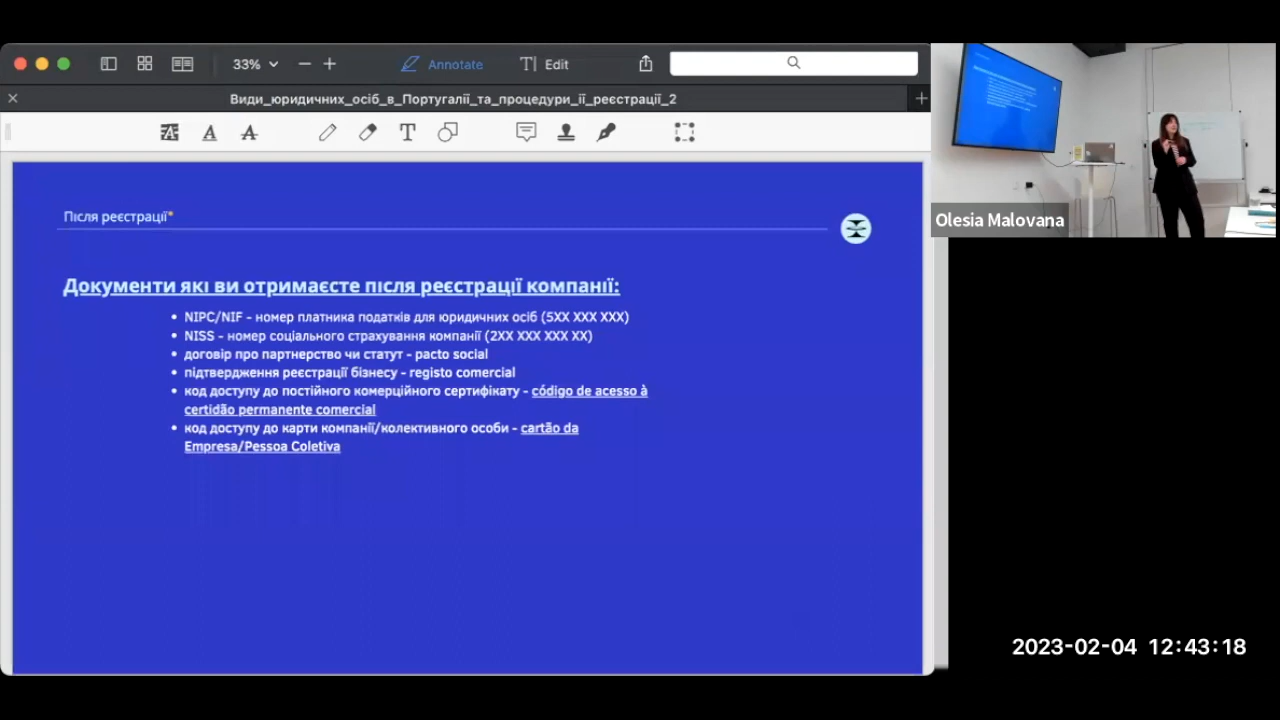 33%
Annotate
Edit
Види_юридичних_осіб_в_Португалії_та_процедури_ії_реєстрації_2
Після реєстрації*
Документи які ви отримаєте після реєстрації компанії:
• NIPC/NIF - номер платника податків для юридичних осіб (5XX XXX XXX)
• NISS - номер соціального страхування компанії (2XX XXX XXX XX)
• договір про партнерство чи статут - pacto social
• підтвердження реєстрації бізнесу - registo comercial
• код доступу до постійного комерційного сертифікату - código de acesso à
certidão permanente comercial
• код доступу до карти компанії/колективного особи - cartão da
Empresa/Pessoa Coletiva
Olesia Malovana
2023-02-04 12:43:18